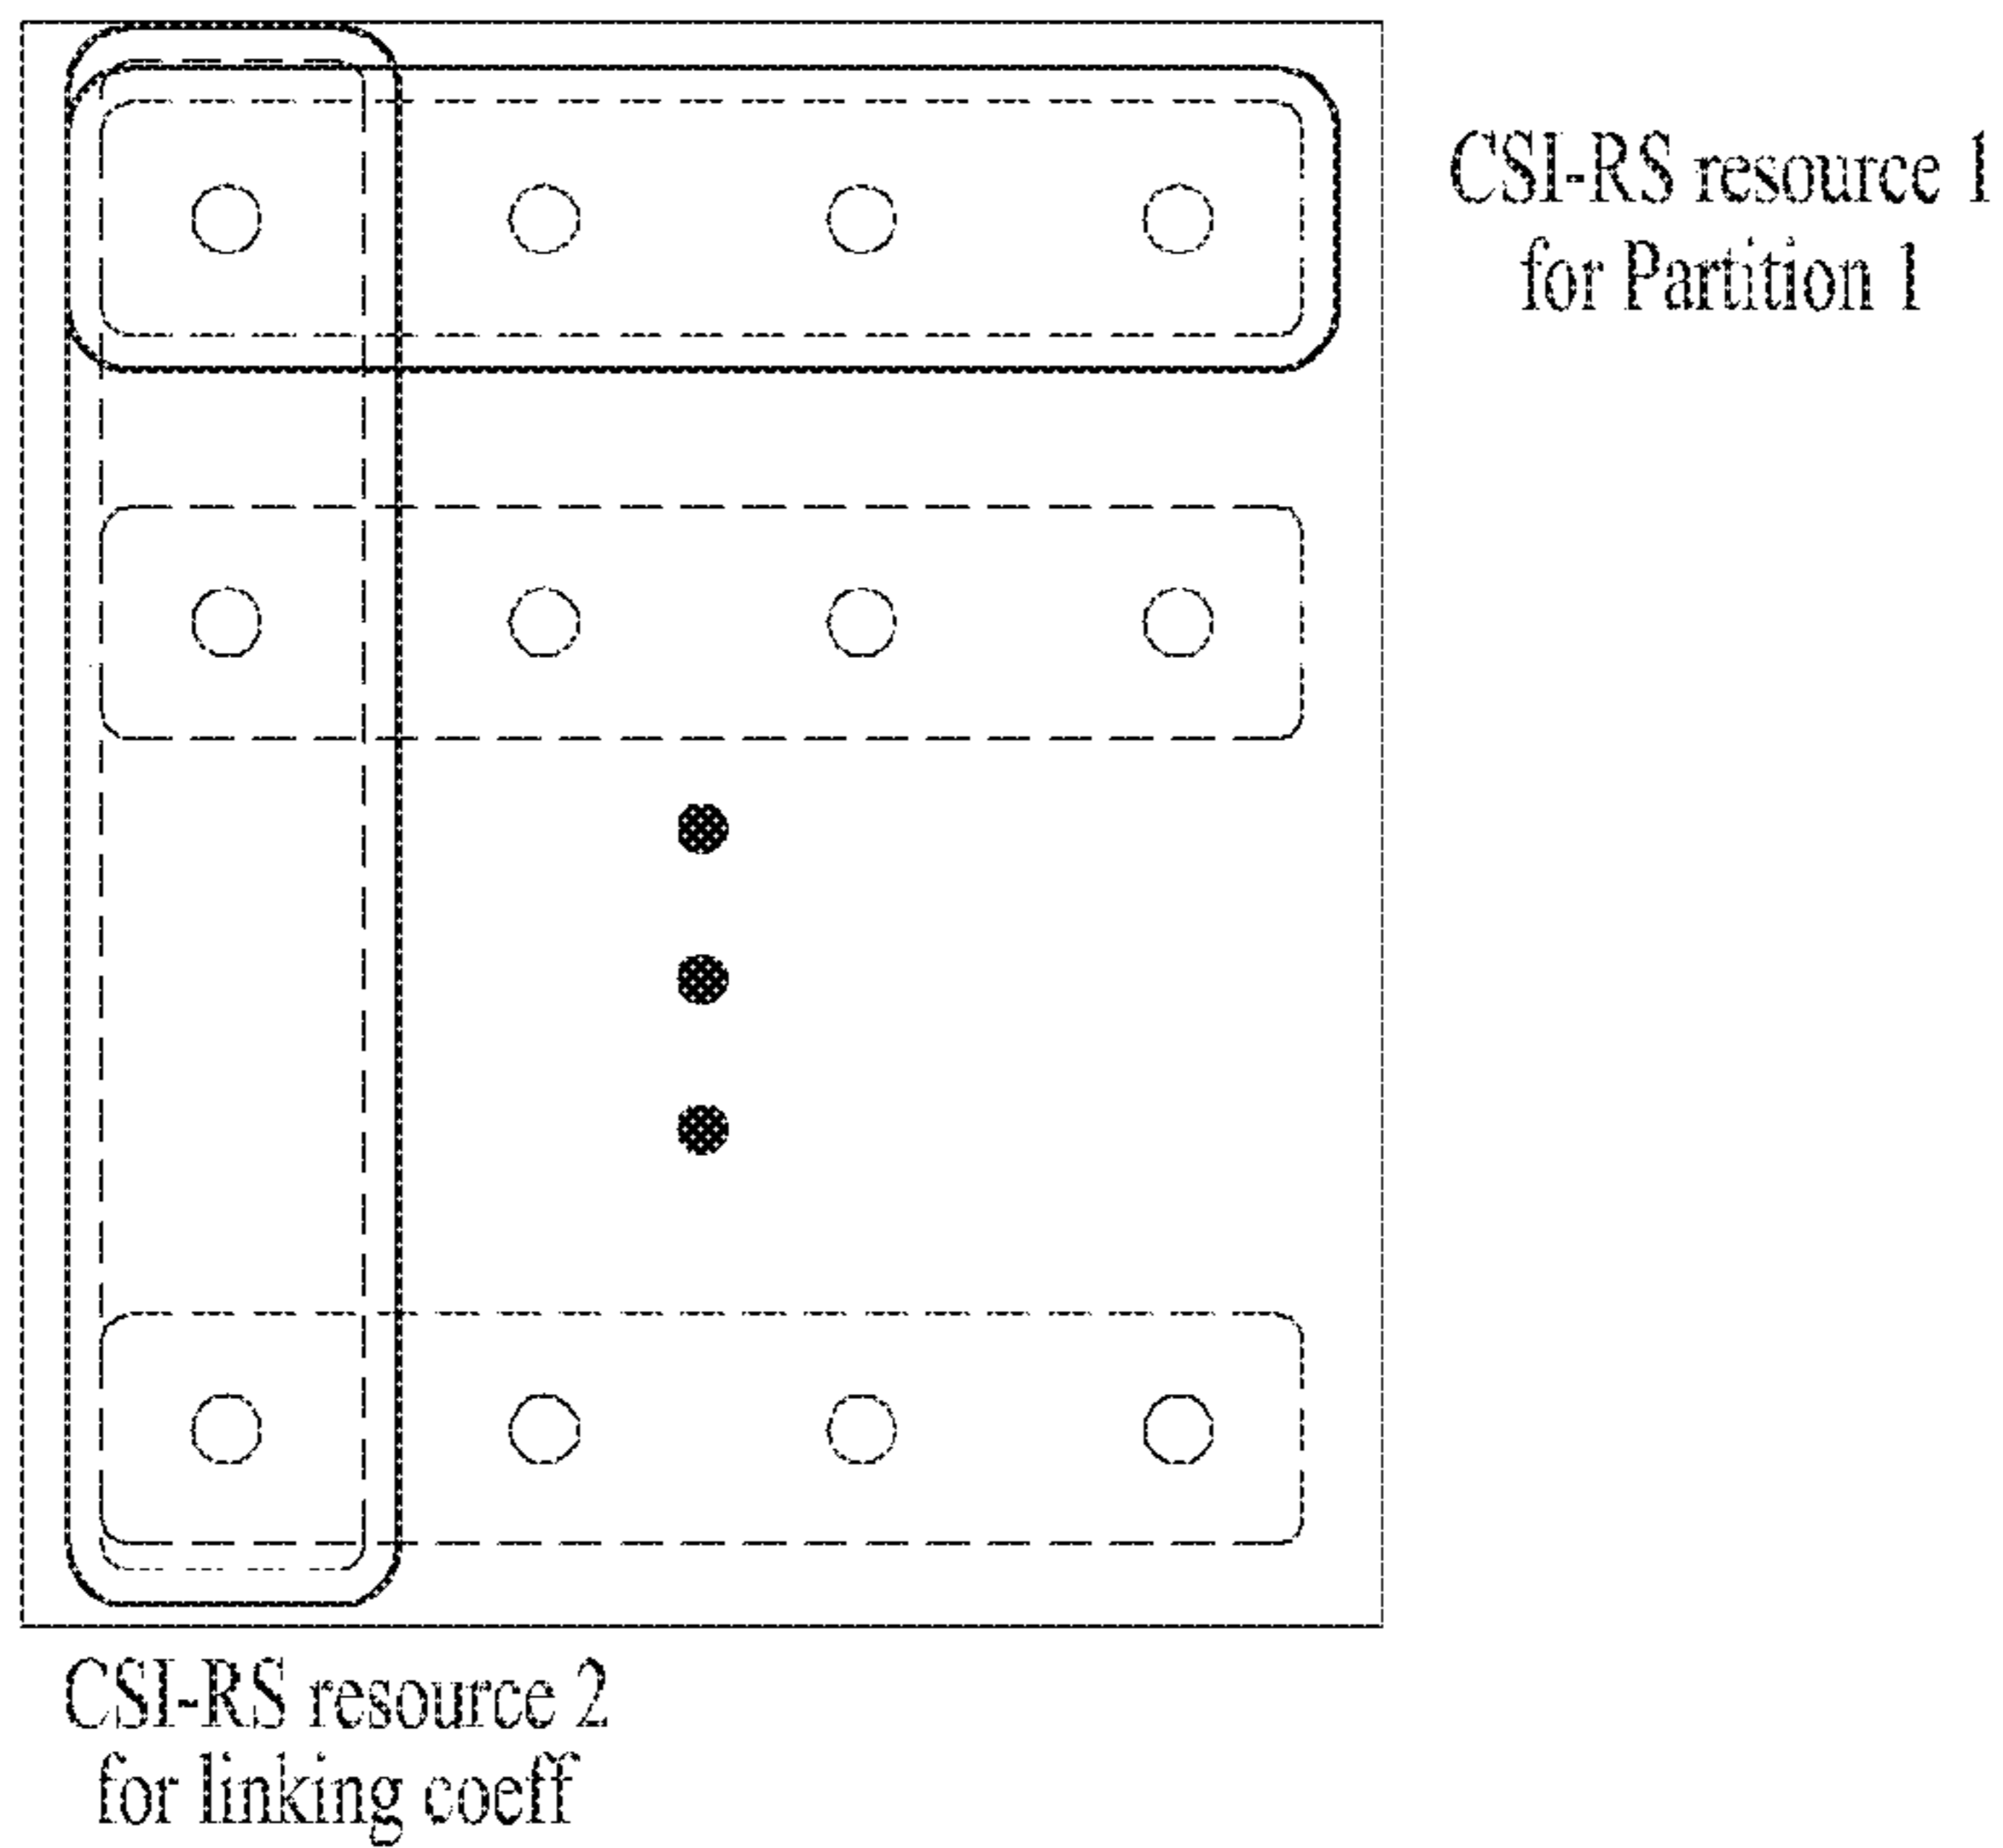 CSI-RS resource 1
for Partition 1
CSI-RS resource 2
for linking coeff